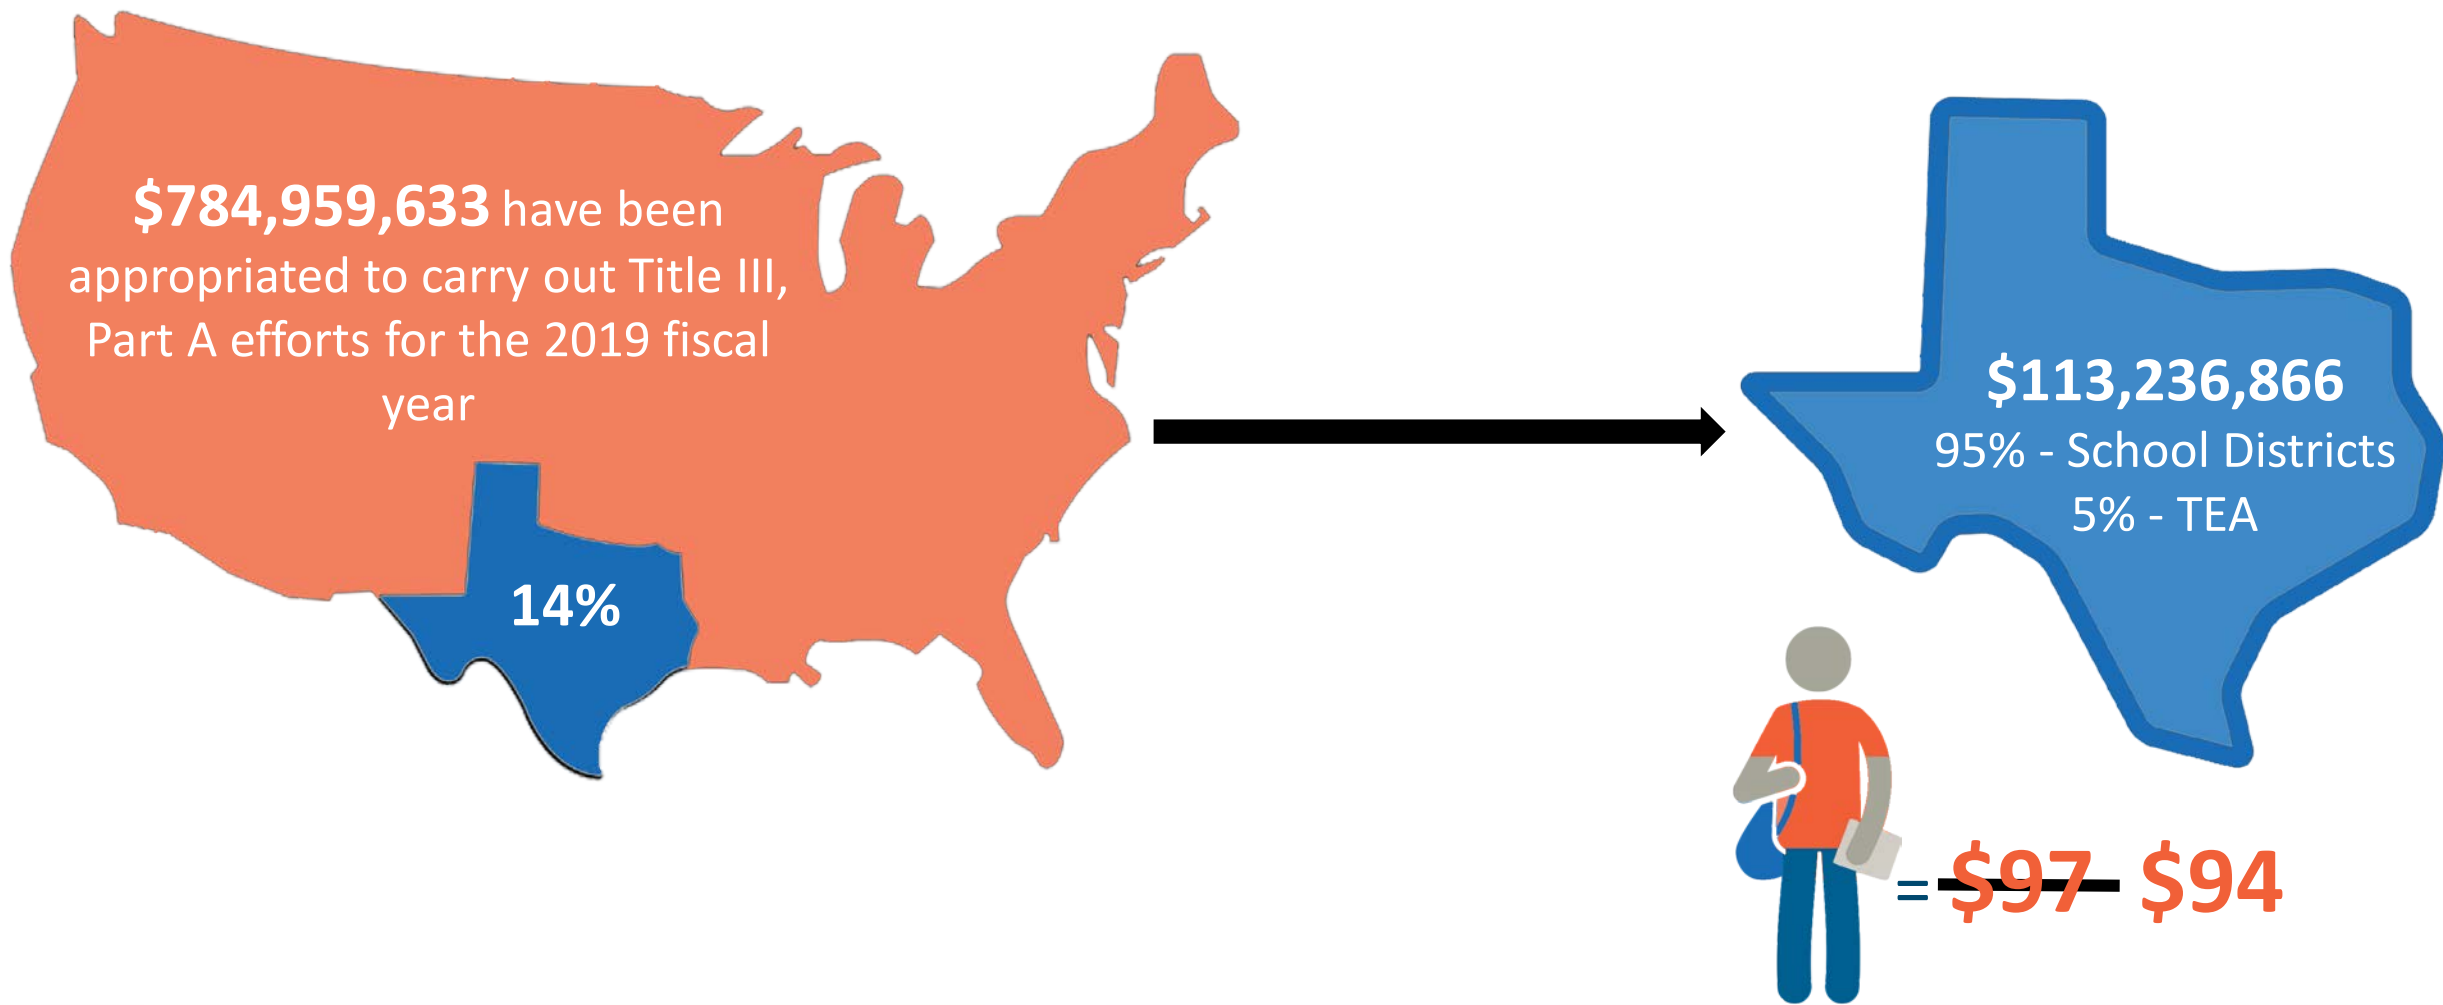 $784,959,633 have been
appropriated to carry out Title III,
Part A efforts for the 2019 fiscal
year
14%
$113,236,866
95% - School Districts
5% - TEA
= $97 $94